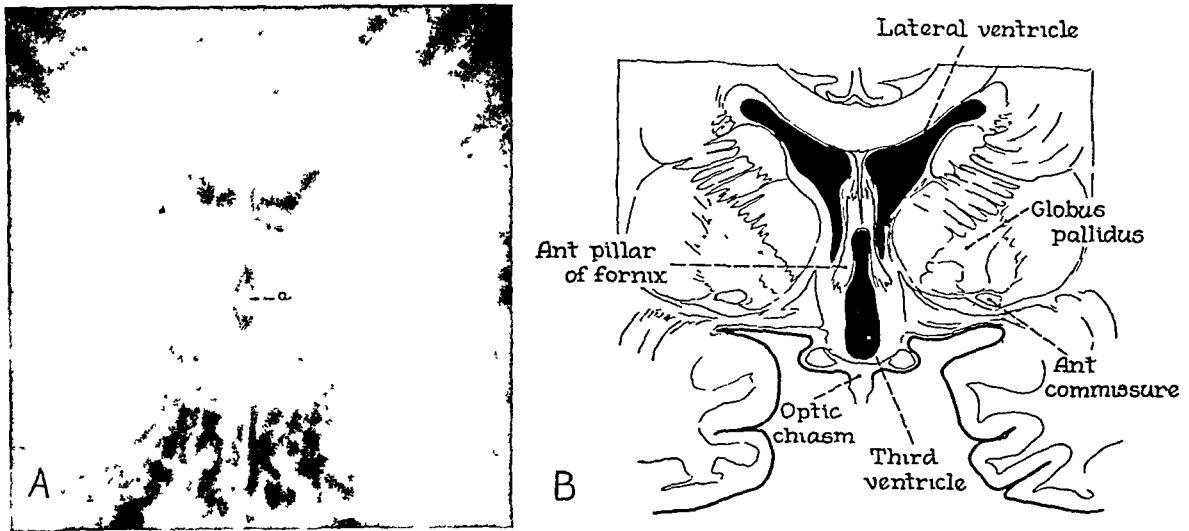 a
A
Lateral ventricle
Globus
pallidus
Ant pillar
of fornix
Ant
commissure
Optic
chiasm
Third
ventricle
B